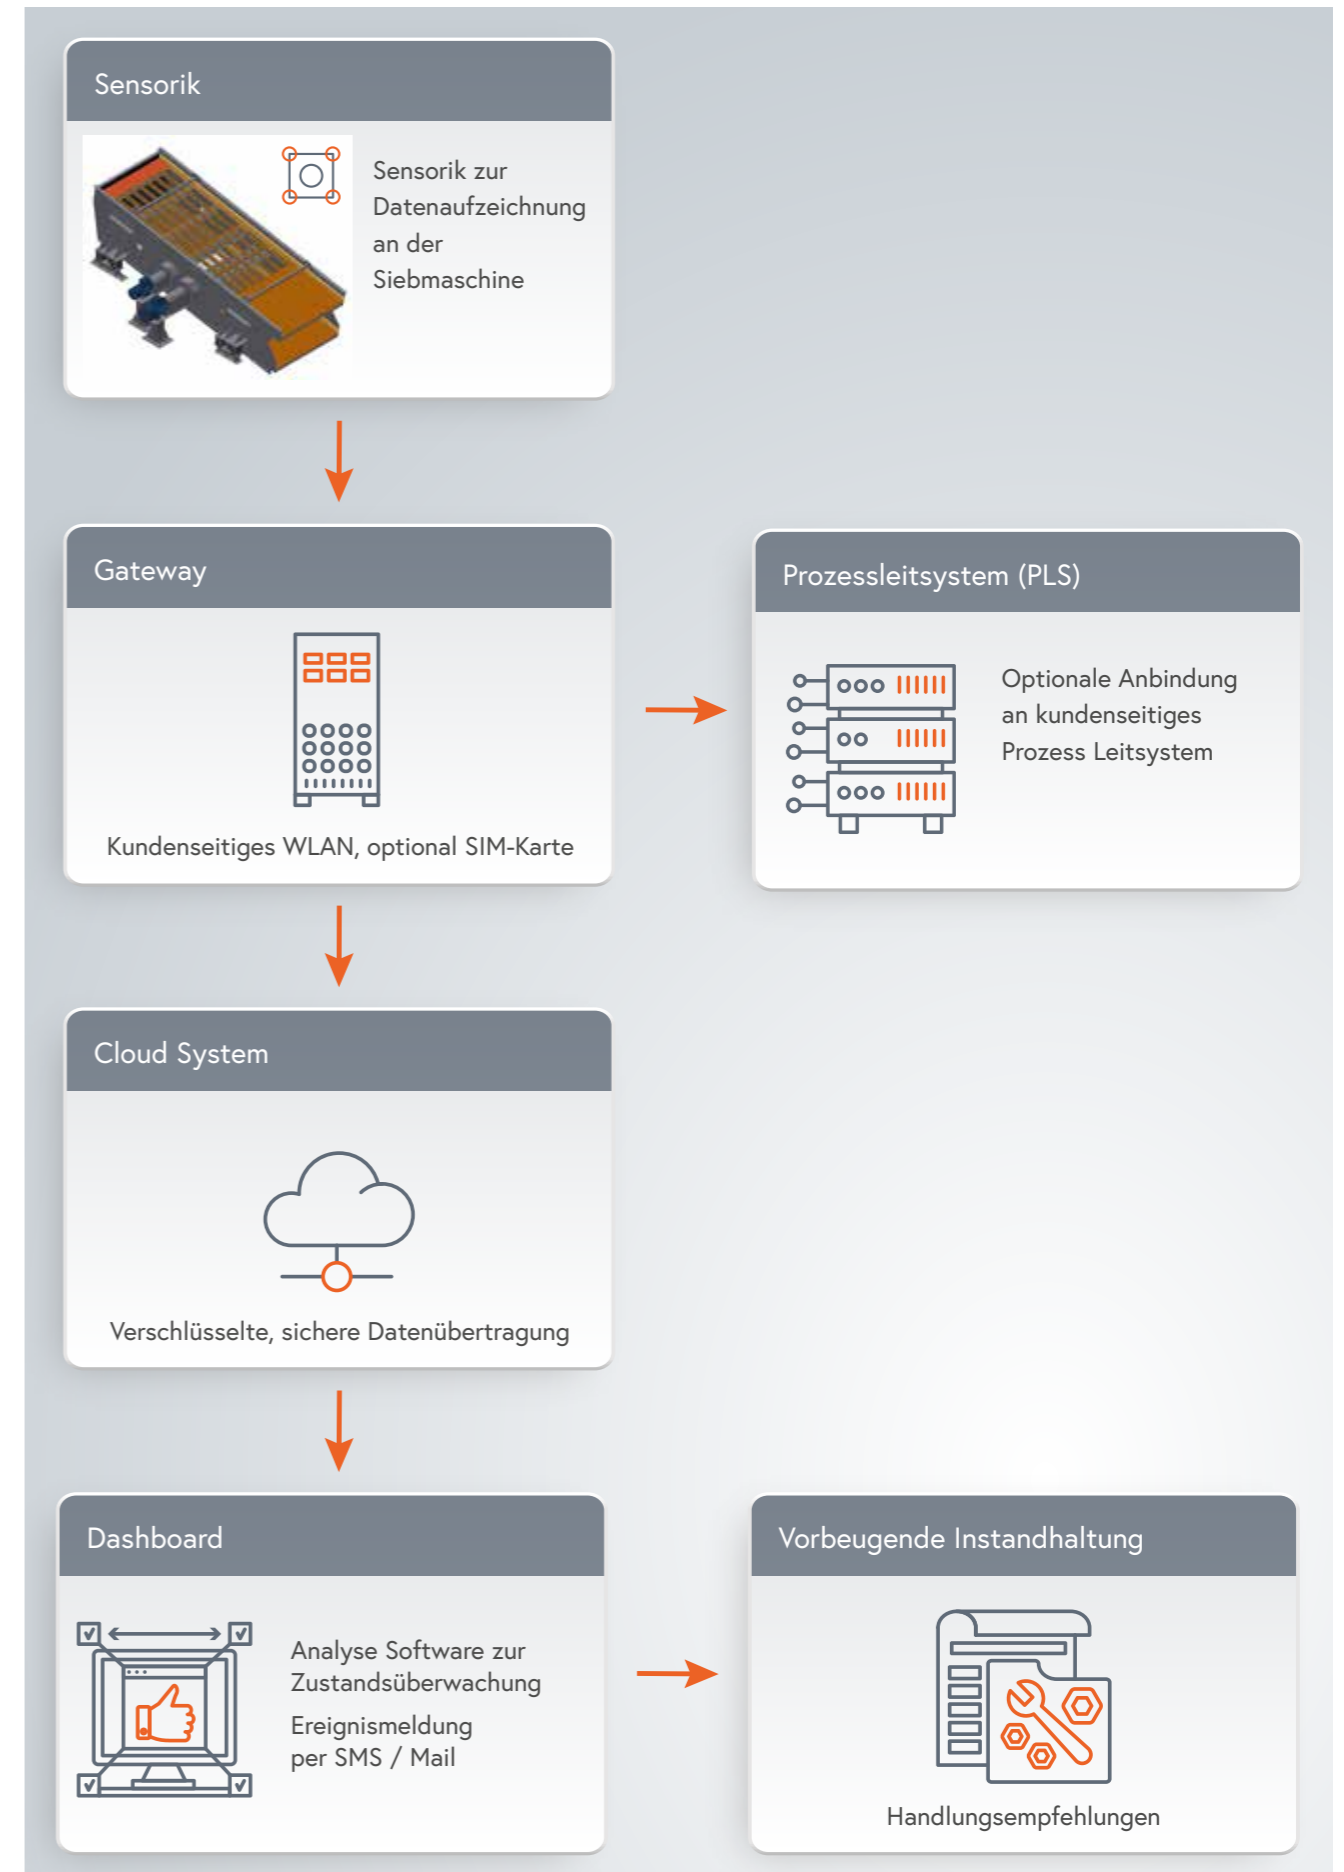 Sensorik
Sensorik zur
Datenaufzeichnung
an der
Siebmaschine
Gateway
Kundenseitiges WLAN, optional SIM-Karte
Prozessleitsystem (PLS)
Optionale Anbindung
an kundenseitiges
Prozess Leitsystem
Cloud System
Verschlüsselte, sichere Datenübertragung
Dashboard
Analyse Software zur
Zustandsüberwachung
Ereignismeldung
per SMS / Mail
Vorbeugende Instandhaltung
Handlungsempfehlungen